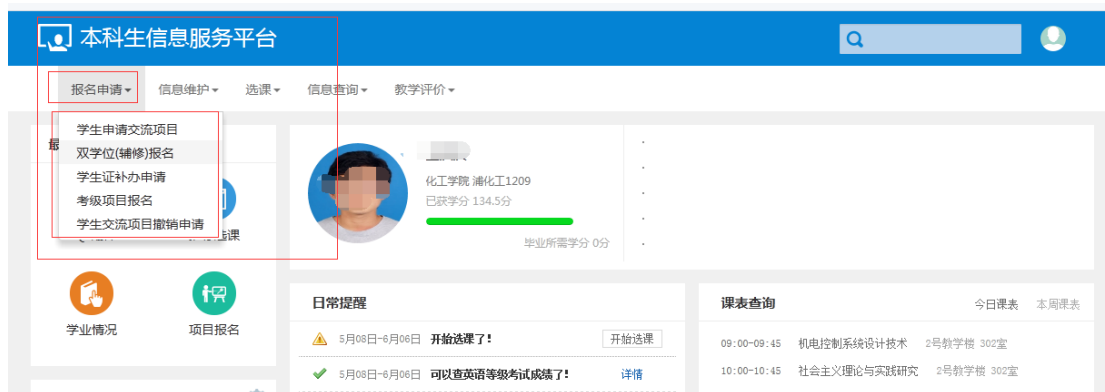 本科生信息服务平台
报名申请 信息维护 选课 信息查询 教学评价
学生申请交流项目
双学位(辅修)报名
学生证补办申请
考级项目报名
学生交流项目撤销申请
最
选课
学业情况 项目报名
化工学院 浦化工1209
已获学分 134.5分
毕业所需学分 0分
日常提醒
5月08日-6月06日 开始选课了! 开始选课
5月08日-6月06日 可以查英语等级考试成绩了! 详情
课表查询 今日课表 本周课表
09:00-09:45 机电控制系统设计技术 2号教学楼 302室
10:00-10:45 社会主义理论与实践研究 2号教学楼 302室